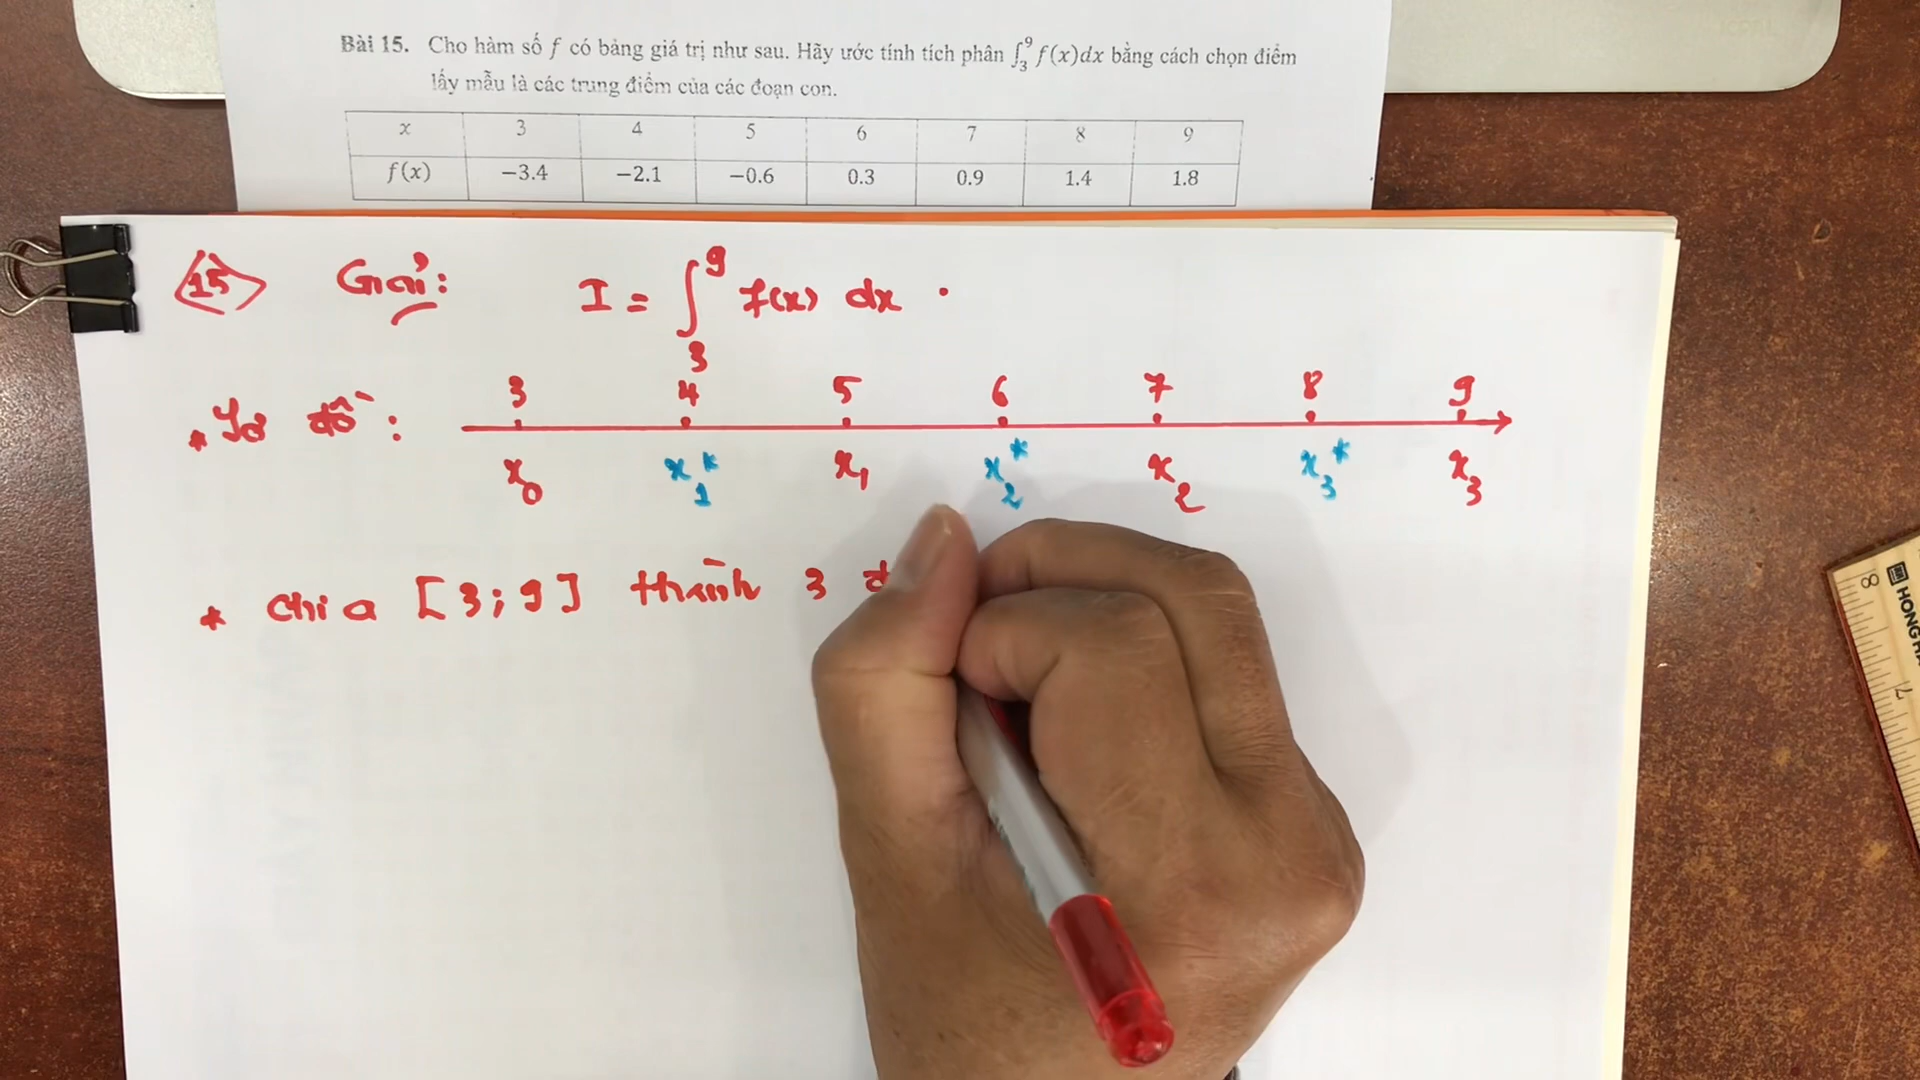 Bài 15. Cho hàm số f có bảng giá trị như sau. Hãy ước tính tích phân ∫₃⁹ f(x)dx bằng cách chọn điểm
lấy mẫu là các trung điểm của các đoạn con.
x 3 4 5 6 7 8 9
f(x) −3.4 −2.1 −0.6 0.3 0.9 1.4 1.8
15 Giải: I = ∫₃⁹ f(x) dx .
3 4 5 6 7 8 9
* Sơ đồ:
x₀ x₁* x₁ x₂* x₂ x₃* x₃
* Chia [3; 9] thành 3 đ
8 HONG
7